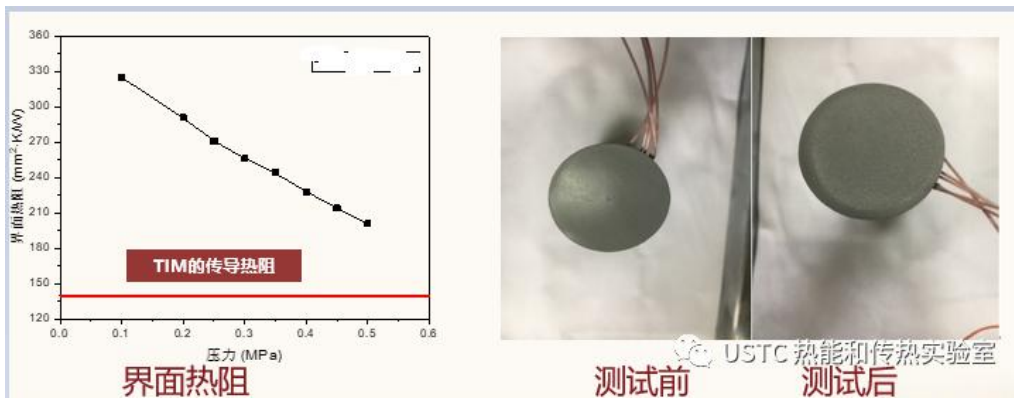 360
330
300
270
240
210
180
150
120
界面热阻 (mm²·K/W)
TIM的传导热阻
0.0 0.1 0.2 0.3 0.4 0.5 0.6
压力 (MPa)
界面热阻
测试前
测试后
USTC 热能和传热实验室